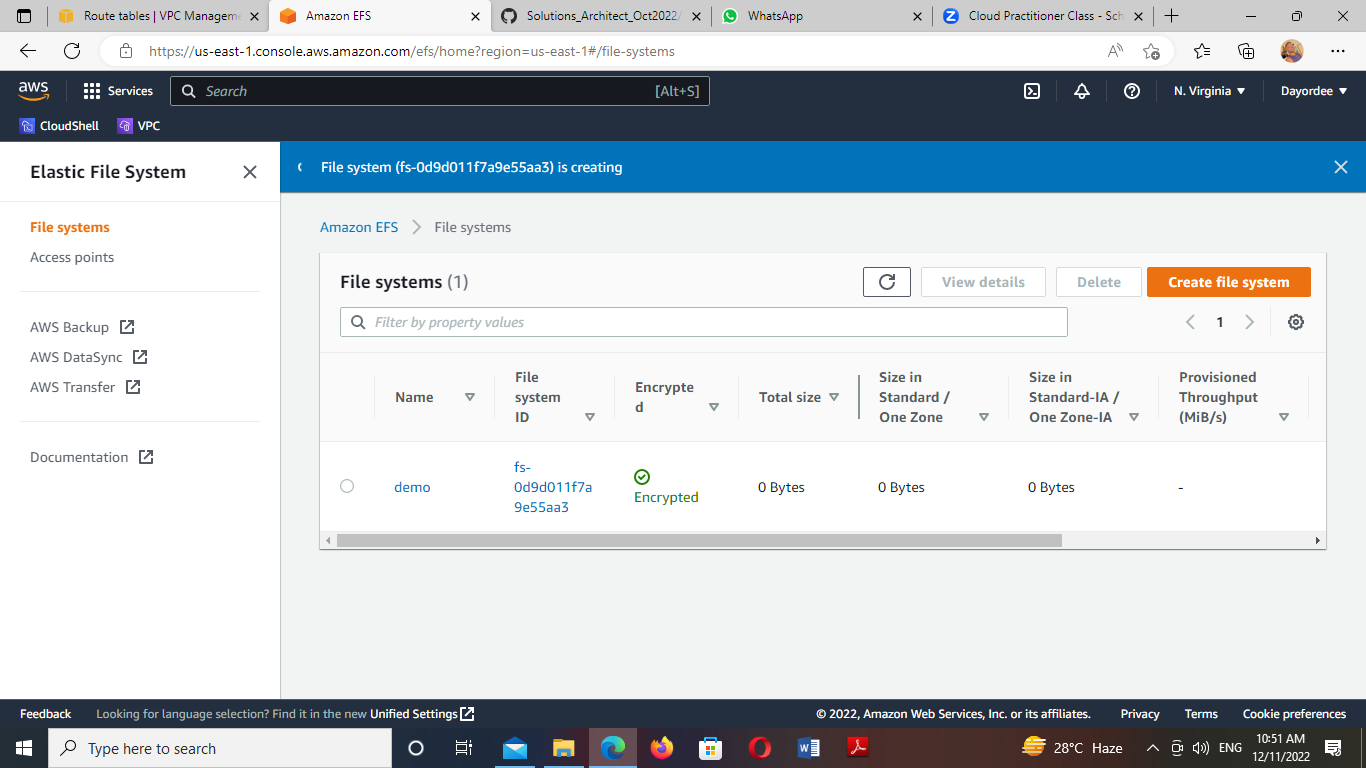 Route tables | VPC Managem
Amazon EFS
Solutions_Architect_Oct2022/
WhatsApp
Cloud Practitioner Class - Sch
https://us-east-1.console.aws.amazon.com/efs/home?region=us-east-1#/file-systems
aws
Services
Search
[Alt+S]
N. Virginia
Dayordee
CloudShell
VPC
Elastic File System
File systems
Access points
AWS Backup
AWS DataSync
AWS Transfer
Documentation
File system (fs-0d9d011f7a9e55aa3) is creating
Amazon EFS
File systems
File systems (1)
View details
Delete
Create file system
Filter by property values
1
Name
File
system
ID
Encrypte
d
Total size
Size in
Standard /
One Zone
Size in
Standard-IA /
One Zone-IA
Provisioned
Throughput
(MiB/s)
demo
fs-
0d9d011f7a
9e55aa3
Encrypted
0 Bytes
0 Bytes
0 Bytes
-
Feedback
Looking for language selection? Find it in the new Unified Settings
© 2022, Amazon Web Services, Inc. or its affiliates.
Privacy
Terms
Cookie preferences
Type here to search
28°C Haze
ENG
10:51 AM
12/11/2022